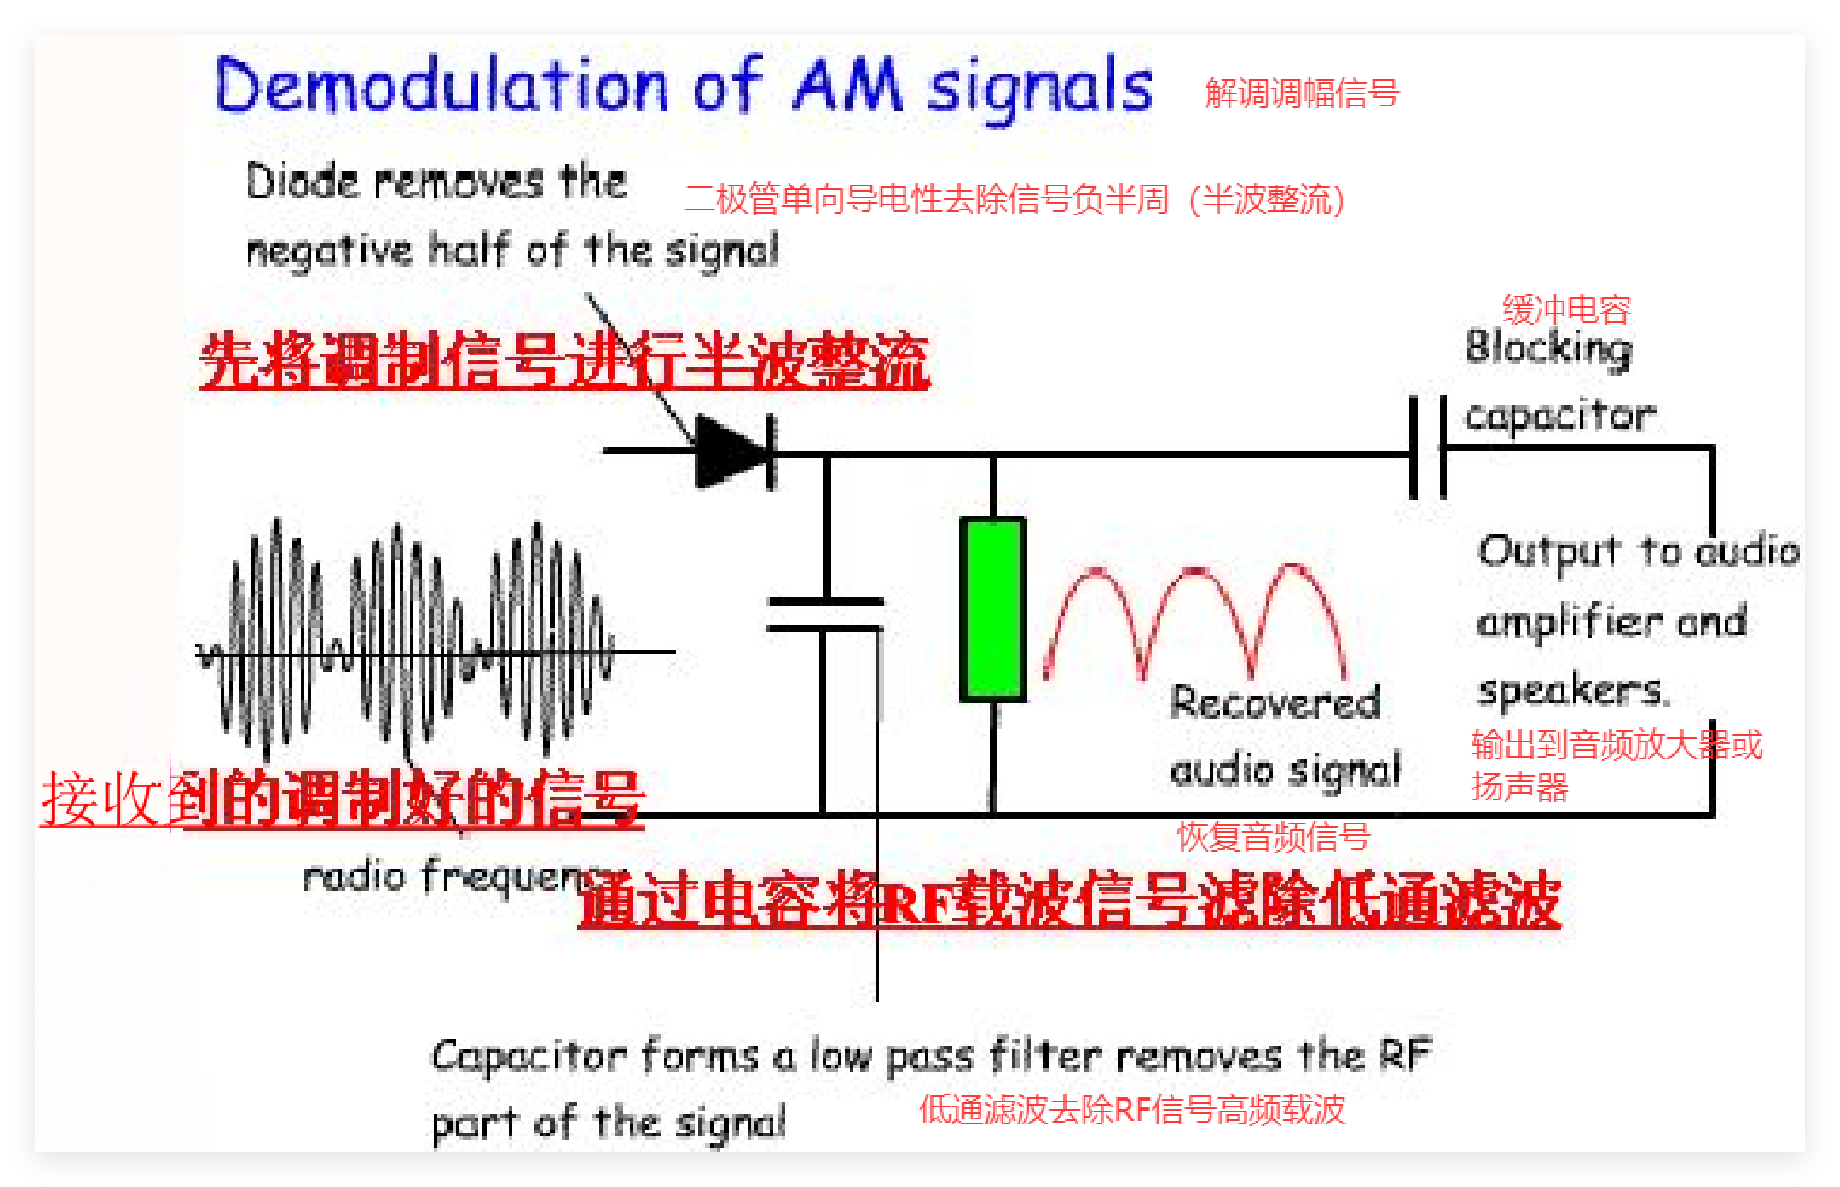 Demodulation of AM signals
解调调幅信号
Diode removes the
negative half of the signal
二极管单向导电性去除信号负半周（半波整流）
先将调制信号进行半波整流
缓冲电容
Blocking
capacitor
Output to audio
amplifier and
speakers.
输出到音频放大器或
扬声器
Recovered
audio signal
恢复音频信号
接收到的调制好的信号
radio frequency
通过电容将RF载波信号滤除低通滤波
Capacitor forms a low pass filter removes the RF
part of the signal
低通滤波去除RF信号高频载波